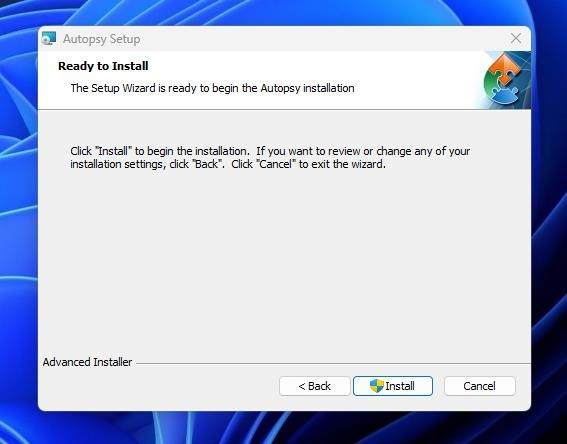 Autopsy Setup
Ready to Install
The Setup Wizard is ready to begin the Autopsy installation
Click "Install" to begin the installation.  If you want to review or change any of your
installation settings, click "Back".  Click "Cancel" to exit the wizard.
Advanced Installer
< Back
Install
Cancel